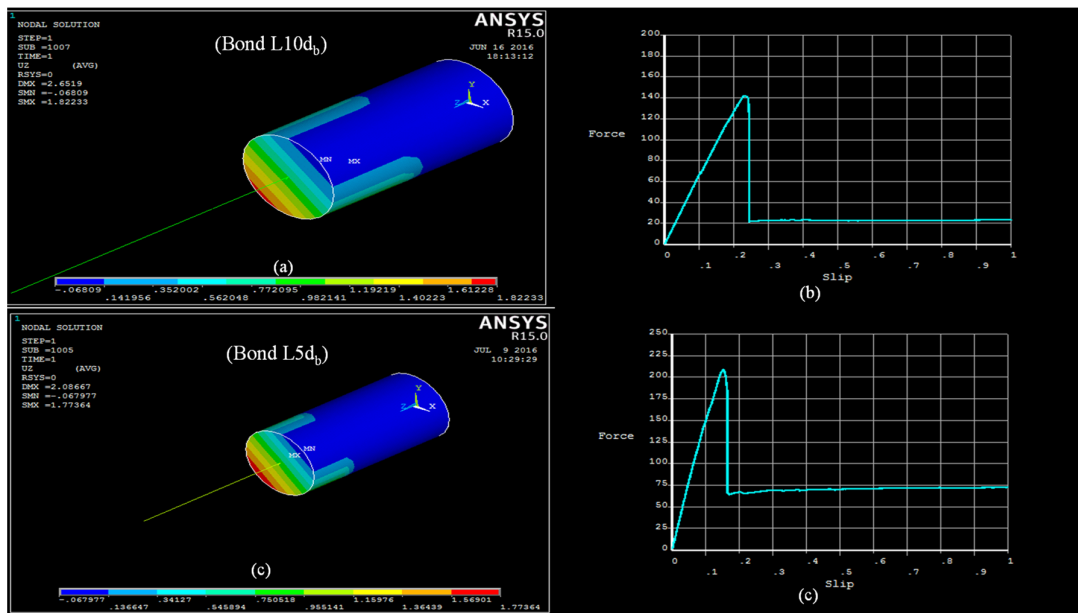 1
NODAL SOLUTION
STEP=1
SUB =1007
TIME=1
UZ (AVG)
RSYS=0
DMX =2.6519
SMN =-.06809
SMX =1.82233
(Bond L10db)
ANSYS
R15.0
JUN 16 2016
18:13:12
Y
Z X
MN MX
(a)
-.06809 .352002 .772095 1.19219 1.61228
.141956 .562048 .982141 1.40223 1.82233
200
180
160
140
120
Force
100
80
60
40
20
0
0 .2 .4 .6 .8 1
.1 .3 .5 .7 .9
Slip
(b)
1
NODAL SOLUTION
STEP=1
SUB =1005
TIME=1
UZ (AVG)
RSYS=0
DMX =2.08667
SMN =-.067977
SMX =1.77364
(Bond L5db)
ANSYS
R15.0
JUL 9 2016
10:29:29
Y
Z X
MN
MX
(c)
-.067977 .34127 .750518 1.15976 1.56901
.136647 .545894 .955141 1.36439 1.77364
250
225
200
175
150
Force
125
100
75
50
25
0
0 .2 .4 .6 .8 1
.1 .3 .5 .7 .9
Slip
(c)